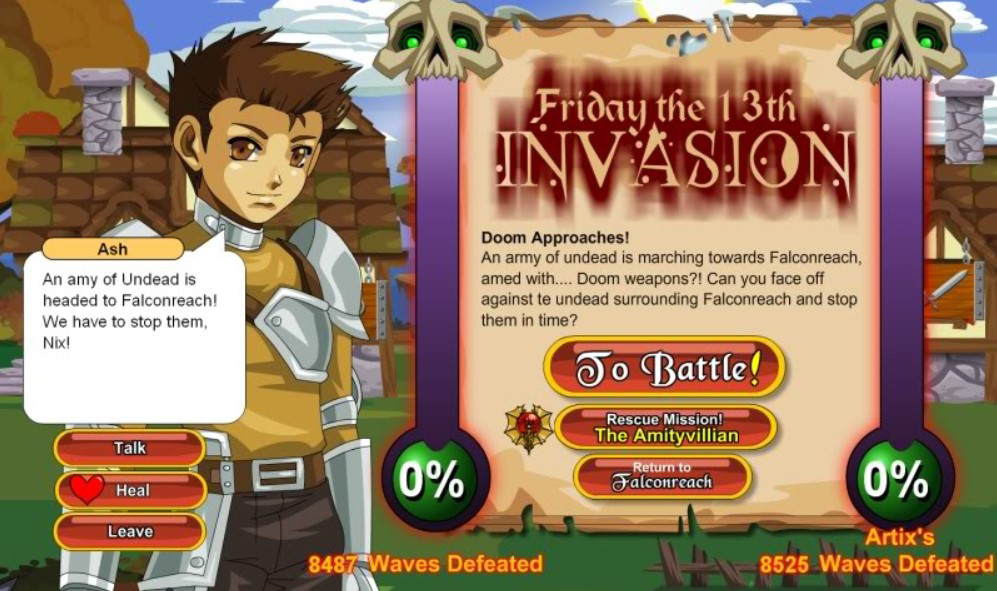 Friday the 13th
INVASION
Ash
An amy of Undead is
headed to Falconreach!
We have to stop them,
Nix!
Talk
Heal
Leave
Doom Approaches!
An army of undead is marching towards Falconreach,
amed with.... Doom weapons?! Can you face off
against te undead surrounding Falconreach and stop
them in time?
To Battle!
Rescue Mission!
The Amityvillian
Return to
Falconreach
0%
0%
8487 Waves Defeated
Artix's
8525 Waves Defeated